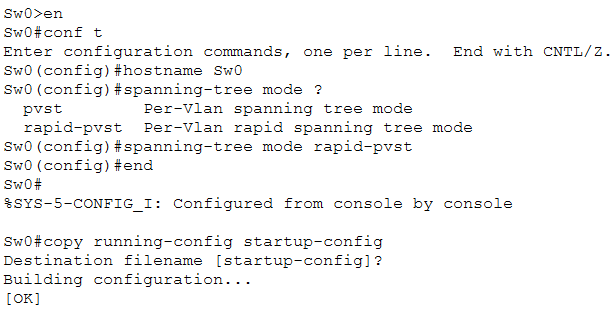 Sw0>en
Sw0#conf t
Enter configuration commands, one per line.  End with CNTL/Z.
Sw0(config)#hostname Sw0
Sw0(config)#spanning-tree mode ?
  pvst        Per-Vlan spanning tree mode
  rapid-pvst  Per-Vlan rapid spanning tree mode
Sw0(config)#spanning-tree mode rapid-pvst
Sw0(config)#end
Sw0#
%SYS-5-CONFIG_I: Configured from console by console

Sw0#copy running-config startup-config
Destination filename [startup-config]?
Building configuration...
[OK]